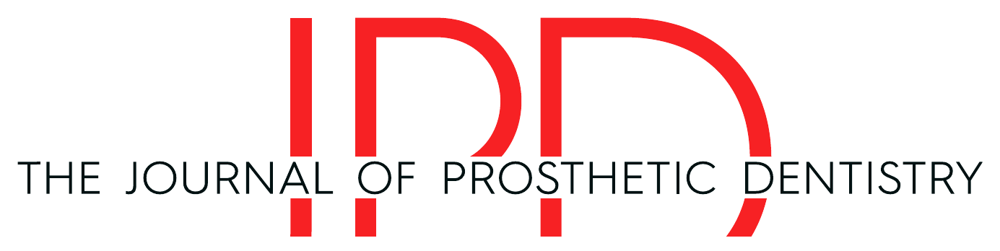 JPD
THE JOURNAL OF PROSTHETIC DENTISTRY